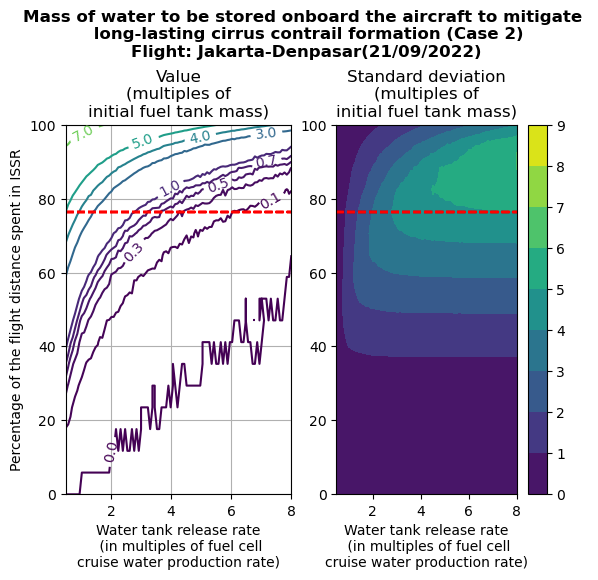 Mass of water to be stored onboard the aircraft to mitigate
long-lasting cirrus contrail formation (Case 2)
Flight: Jakarta-Denpasar(21/09/2022)
Value
(multiples of
initial fuel tank mass)
Standard deviation
(multiples of
initial fuel tank mass)
Percentage of the flight distance spent in ISSR
100
80
60
40
20
0
7.0
5.0
4.0
3.0
1.0
0.7
0.5
0.3
0.1
0.0
2
4
6
8
Water tank release rate
(in multiples of fuel cell
cruise water production rate)
100
80
60
40
20
0
2
4
6
8
Water tank release rate
(in multiples of fuel cell
cruise water production rate)
9
8
7
6
5
4
3
2
1
0